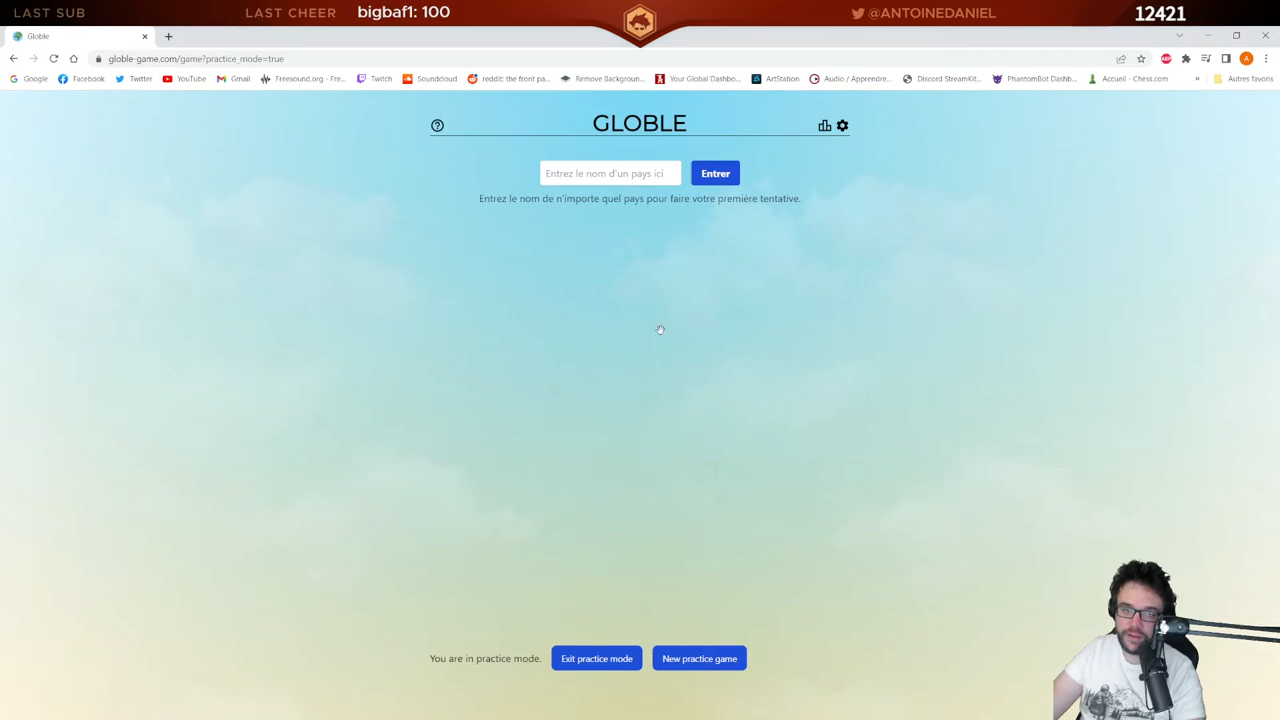 LAST SUB
LAST CHEER
bigbaf1: 100
@ANTOINEDANIEL
12421
Globle
globle-game.com/game?practice_mode=true
Google
Facebook
Twitter
YouTube
Gmail
Freesound.org - Fre...
Twitch
Soundcloud
reddit: the front pa...
Remove Backgroun...
Your Global Dashbo...
ArtStation
Audio / Apprendre...
Discord StreamKit...
PhantomBot Dashb...
Accueil - Chess.com
»
Autres favoris
GLOBLE
Entrez le nom d'un pays ici
Entrer
Entrez le nom de n'importe quel pays pour faire votre première tentative.
You are in practice mode.
Exit practice mode
New practice game